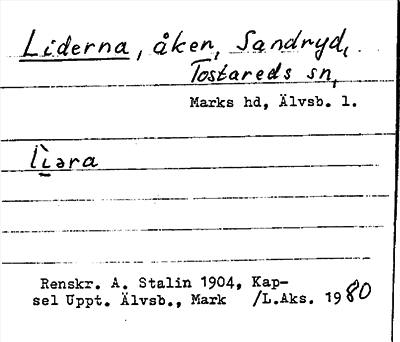 Liderna, åker, Sandryd,
Tostareds sn,
Marks hd, Älvsb. l.
lìəra
Renskr. A. Stalin 1904, Kap-
sel Uppt. Älvsb., Mark /L.Aks. 1980